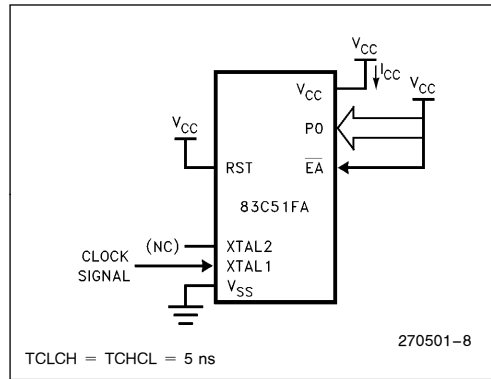 VCC
ICC
VCC
VCC
P0
VCC
EA
RST
83C51FA
(NC)
XTAL2
CLOCK
SIGNAL
XTAL1
VSS
270501–8
TCLCH = TCHCL = 5 ns